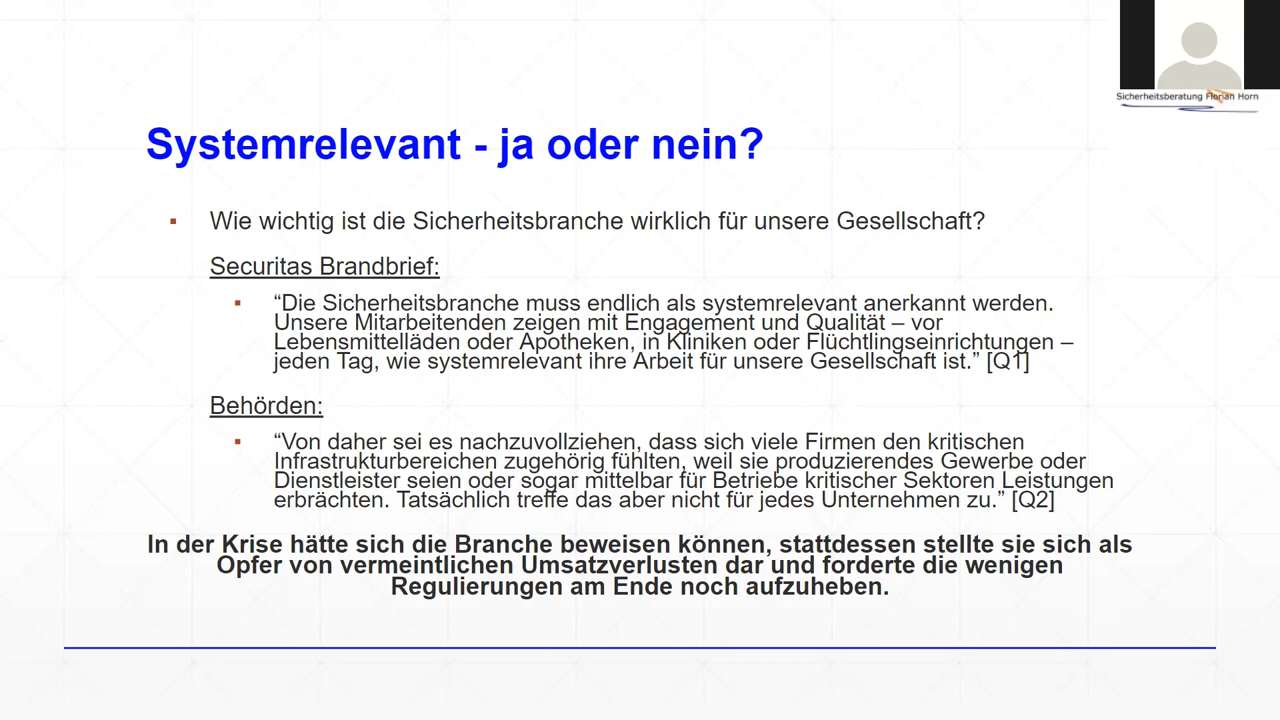 Sicherheitsberatung Florian Horn
Systemrelevant - ja oder nein?
Wie wichtig ist die Sicherheitsbranche wirklich für unsere Gesellschaft?
Securitas Brandbrief:
“Die Sicherheitsbranche muss endlich als systemrelevant anerkannt werden.
Unsere Mitarbeitenden zeigen mit Engagement und Qualität – vor
Lebensmittelläden oder Apotheken, in Kliniken oder Flüchtlingseinrichtungen –
jeden Tag, wie systemrelevant ihre Arbeit für unsere Gesellschaft ist.” [Q1]
Behörden:
“Von daher sei es nachzuvollziehen, dass sich viele Firmen den kritischen
Infrastrukturbereichen zugehörig fühlten, weil sie produzierendes Gewerbe oder
Dienstleister seien oder sogar mittelbar für Betriebe kritischer Sektoren Leistungen
erbrächten. Tatsächlich treffe das aber nicht für jedes Unternehmen zu.” [Q2]
In der Krise hätte sich die Branche beweisen können, stattdessen stellte sie sich als
Opfer von vermeintlichen Umsatzverlusten dar und forderte die wenigen
Regulierungen am Ende noch aufzuheben.